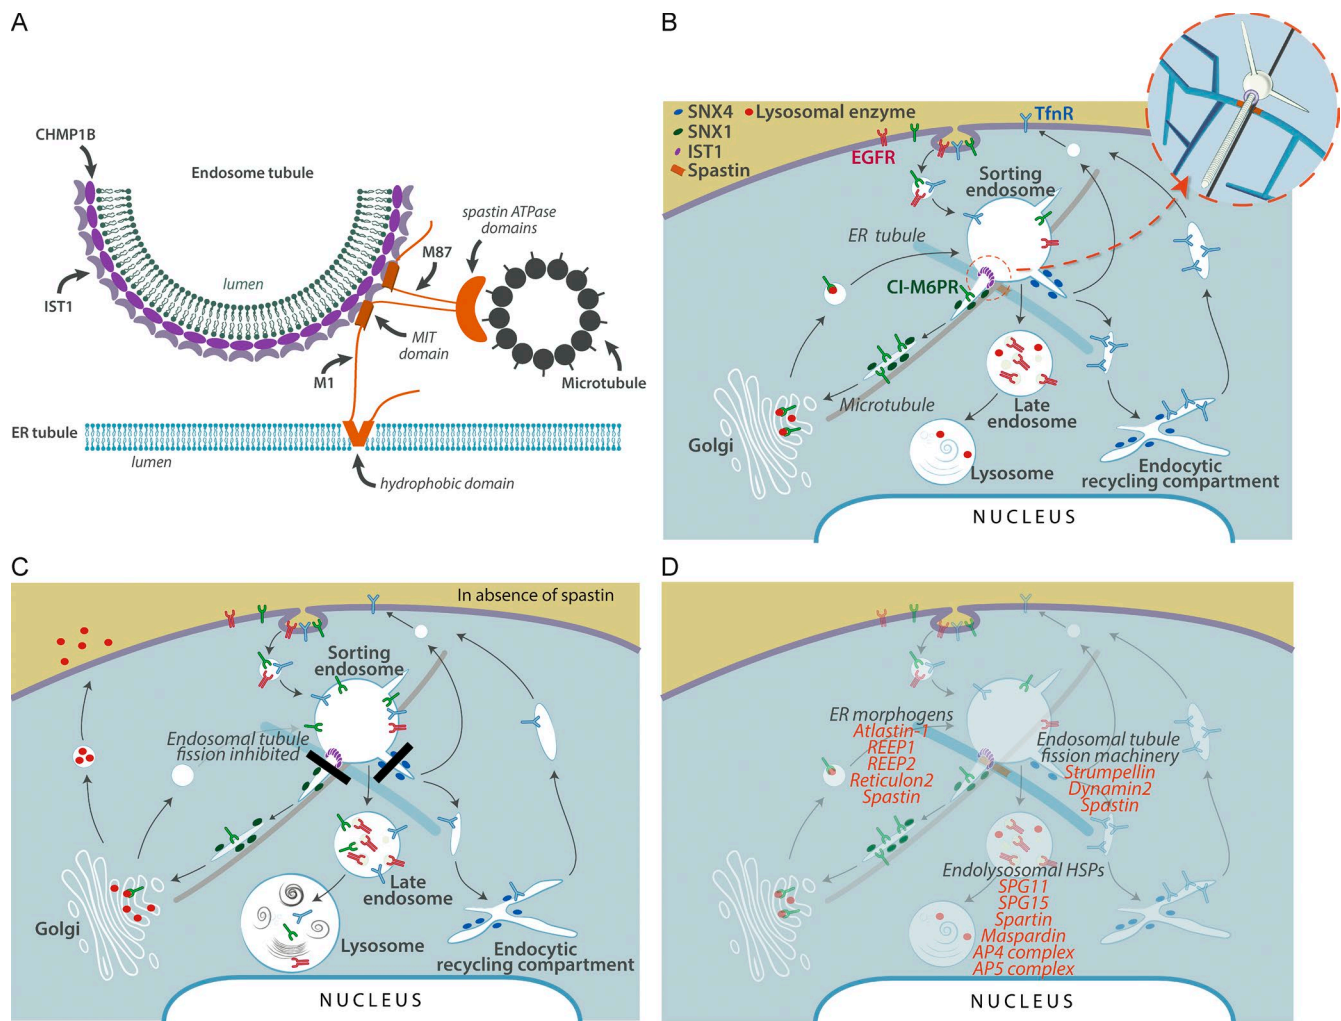 A
CHMP1B
Endosome tubule
spastin ATPase
domains
M87
lumen
IST1
MIT
domain
M1
Microtubule
ER tubule
lumen
hydrophobic domain
B
SNX4
Lysosomal enzyme
SNX1
IST1
Spastin
TfnR
EGFR
Sorting
endosome
ER tubule
CI-M6PR
Microtubule
Late
endosome
Golgi
Lysosome
Endocytic
recycling compartment
NUCLEUS
C
In absence of spastin
Sorting
endosome
Endosomal tubule
fission inhibited
Late
endosome
Golgi
Lysosome
Endocytic
recycling compartment
NUCLEUS
D
ER morphogens
Atlastin-1
REEP1
REEP2
Reticulon2
Spastin
Endosomal tubule
fission machinery
Strumpellin
Dynamin2
Spastin
Endolysosomal HSPs
SPG11
SPG15
Spartin
Maspardin
AP4 complex
AP5 complex
NUCLEUS